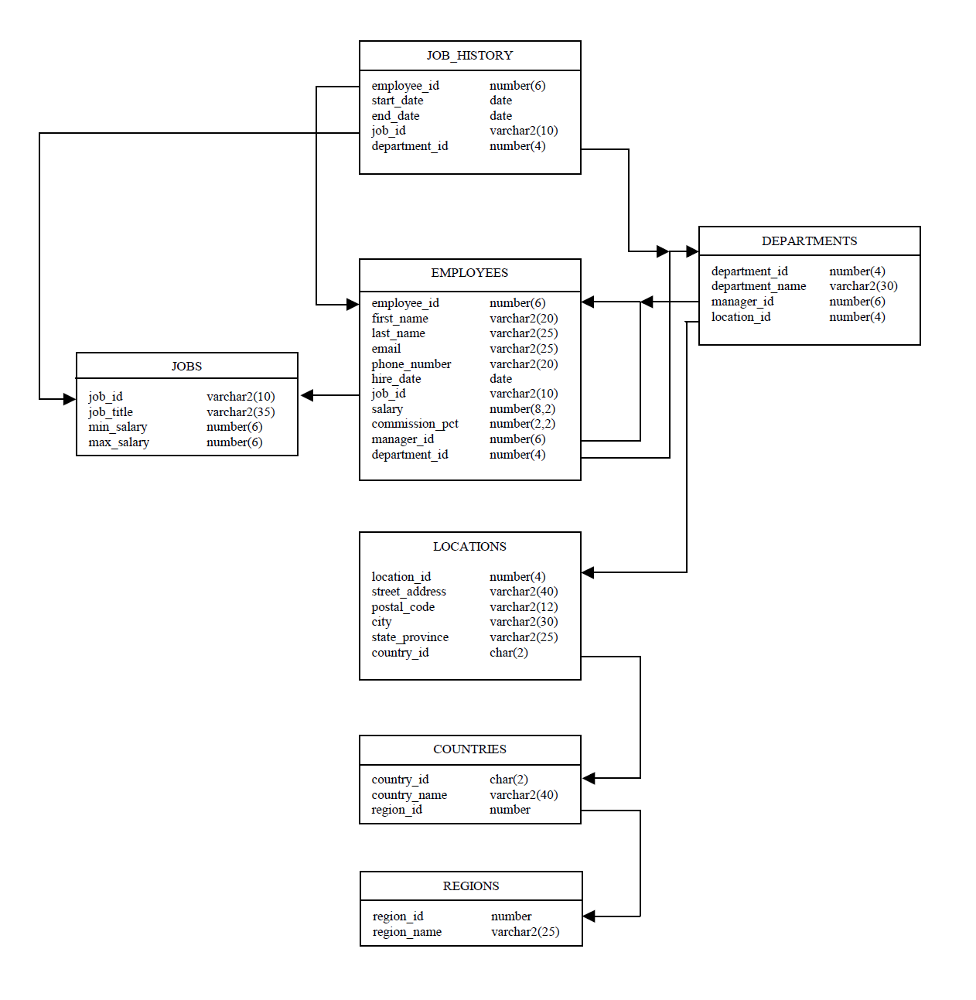 JOB_HISTORY
employee_id number(6)
start_date date
end_date date
job_id varchar2(10)
department_id number(4)
DEPARTMENTS
department_id number(4)
department_name varchar2(30)
manager_id number(6)
location_id number(4)
EMPLOYEES
employee_id number(6)
first_name varchar2(20)
last_name varchar2(25)
email varchar2(25)
phone_number varchar2(20)
hire_date date
job_id varchar2(10)
salary number(8,2)
commission_pct number(2,2)
manager_id number(6)
department_id number(4)
JOBS
job_id varchar2(10)
job_title varchar2(35)
min_salary number(6)
max_salary number(6)
LOCATIONS
location_id number(4)
street_address varchar2(40)
postal_code varchar2(12)
city varchar2(30)
state_province varchar2(25)
country_id char(2)
COUNTRIES
country_id char(2)
country_name varchar2(40)
region_id number
REGIONS
region_id number
region_name varchar2(25)